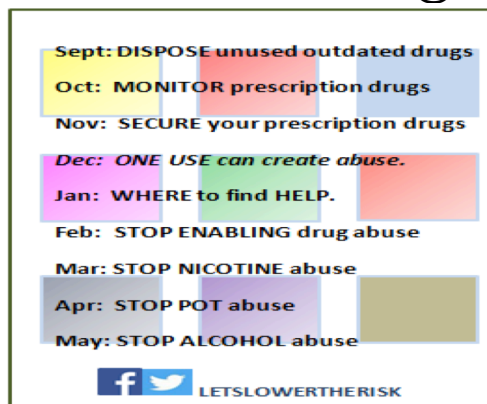 Sept: DISPOSE unused outdated drugs
Oct: MONITOR prescription drugs
Nov: SECURE your prescription drugs
Dec: ONE USE can create abuse.
Jan: WHERE to find HELP.
Feb: STOP ENABLING drug abuse
Mar: STOP NICOTINE abuse
Apr: STOP POT abuse
May: STOP ALCOHOL abuse
LETSLOWERTHERISK